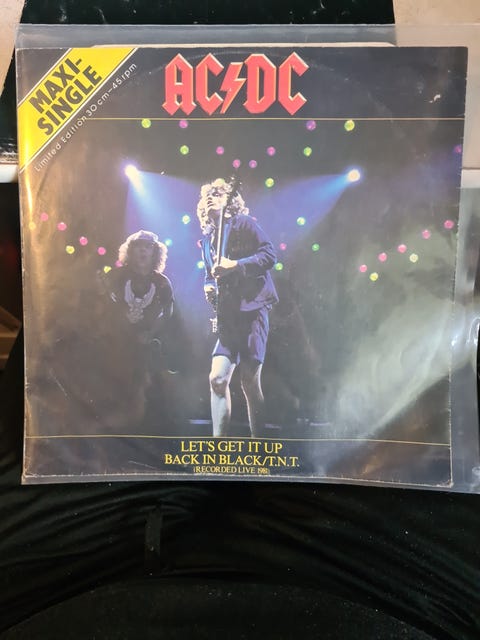 MAXI-
SINGLE
Limited Edition 30 cm-45 rpm
AC/DC
LET'S GET IT UP
BACK IN BLACK/T.N.T.
(RECORDED LIVE 1981)